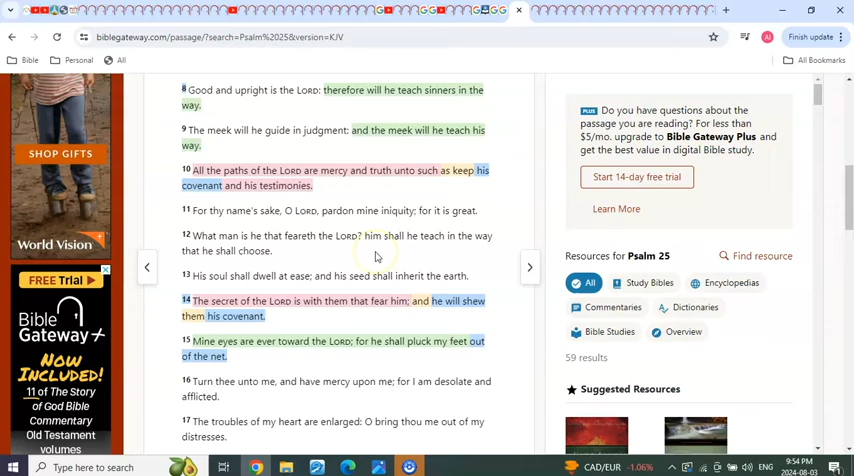 biblegateway.com/passage/?search=Psalm%2025&version=KJV
AI
Finish update
Bible
Personal
All
All Bookmarks
SHOP GIFTS
World Vision
FREE Trial
BIBLE
GATEWAY+
NOW
INCLUDED!
11 of The Story
of God Bible
Commentary
Old Testament
volumes
8 Good and upright is the LORD: therefore will he teach sinners in the
way.
9 The meek will he guide in judgment: and the meek will he teach his
way.
10 All the paths of the LORD are mercy and truth unto such as keep his
covenant and his testimonies.
11 For thy name's sake, O LORD, pardon mine iniquity; for it is great.
12 What man is he that feareth the LORD? him shall he teach in the way
that he shall choose.
13 His soul shall dwell at ease; and his seed shall inherit the earth.
14 The secret of the LORD is with them that fear him; and he will shew
them his covenant.
15 Mine eyes are ever toward the LORD; for he shall pluck my feet out
of the net.
16 Turn thee unto me, and have mercy upon me; for I am desolate and
afflicted.
17 The troubles of my heart are enlarged: O bring thou me out of my
distresses.
PLUS Do you have questions about the
passage you are reading? For less than
$5/mo. upgrade to Bible Gateway Plus and
get the best value in digital Bible study.
Start 14-day free trial
Learn More
Resources for Psalm 25
Find resource
All
Study Bibles
Encyclopedias
Commentaries
Dictionaries
Bible Studies
Overview
59 results
Suggested Resources
Type here to search
CAD/EUR -1.06%
ENG
9:54 PM
2024-08-03